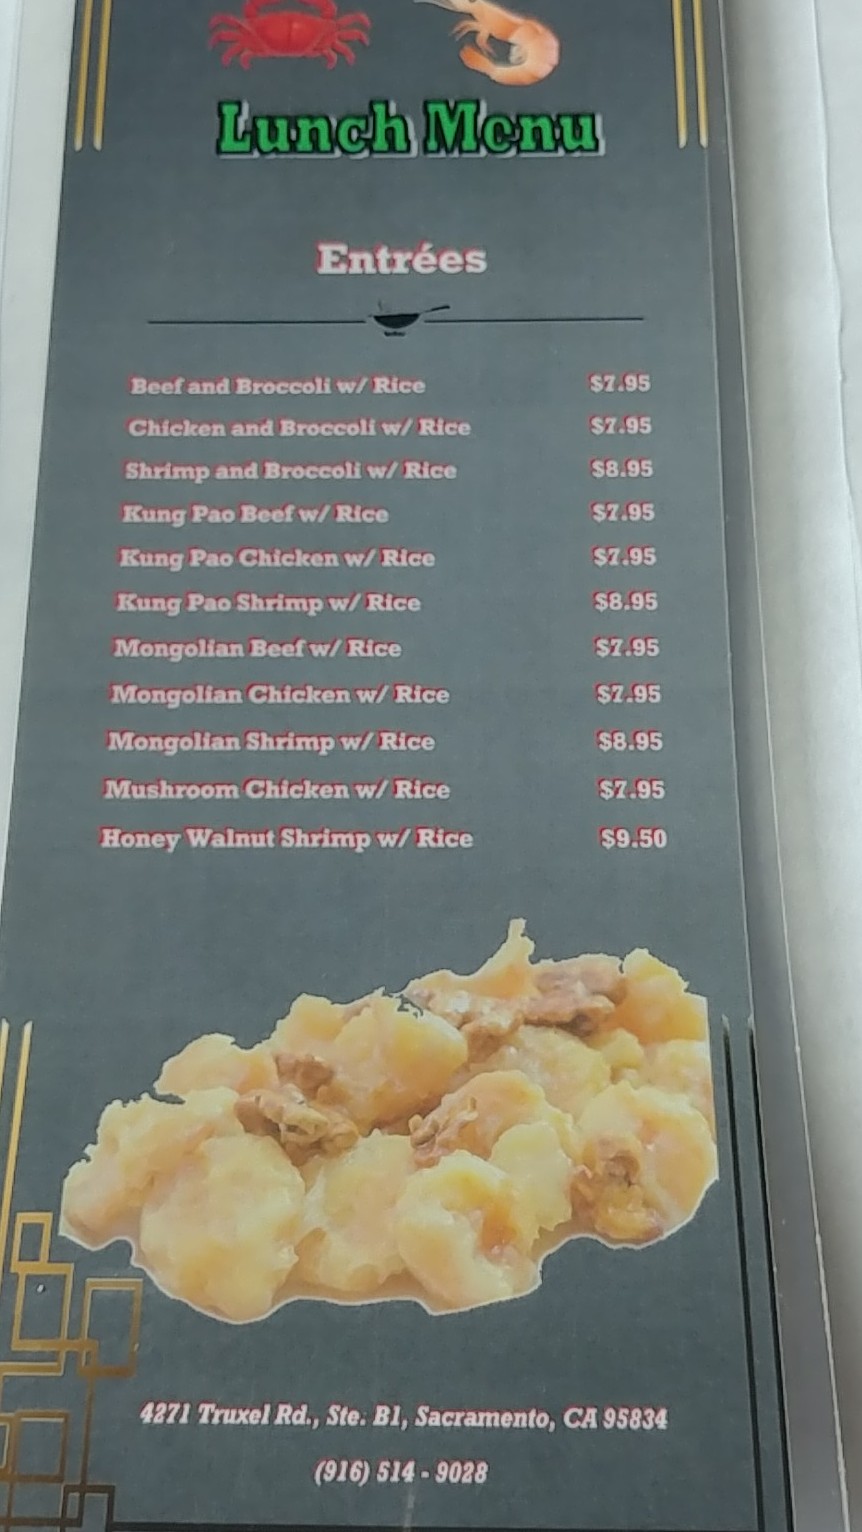 Lunch Menu
Entrées
Beef and Broccoli w/ Rice $7.95
Chicken and Broccoli w/ Rice $7.95
Shrimp and Broccoli w/ Rice $8.95
Kung Pao Beef w/ Rice $7.95
Kung Pao Chicken w/ Rice $7.95
Kung Pao Shrimp w/ Rice $8.95
Mongolian Beef w/ Rice $7.95
Mongolian Chicken w/ Rice $7.95
Mongolian Shrimp w/ Rice $8.95
Mushroom Chicken w/ Rice $7.95
Honey Walnut Shrimp w/ Rice $9.50
4271 Truxel Rd., Ste. B1, Sacramento, CA 95834
(916) 514 - 9028